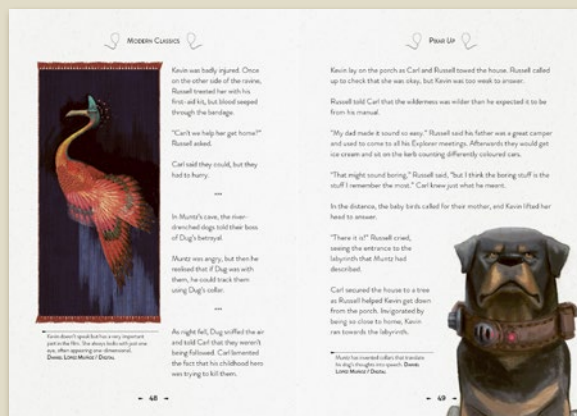 MODERN CLASSICS
Kevin was badly injured. Once
on the other side of the ravine,
Russell treated her with his
first-aid kit, but blood seeped
through the bandage.
"Can't we help her get home?"
Russell asked.
Carl said they could, but they
had to hurry.
***
In Muntz's cave, the river-
drenched dogs told their boss
of Dug's betrayal.
Muntz was angry, but then he
realised that if Dug was with
them, he could track them
using Dug's collar.
***
As night fell, Dug sniffed the air
and told Carl that they weren't
being followed. Carl lamented
the fact that his childhood hero
was trying to kill them.
Kevin doesn't speak but has a very important
part in the film. She always looks with just one
eye, often appearing one-dimensional.
DANIEL LOPEZ MUÑOZ / DIGITAL
48
PIXAR UP
Kevin lay on the porch as Carl and Russell towed the house. Russell called
up to check that she was okay, but Kevin was too weak to answer.
Russell told Carl that the wilderness was wilder than he expected it to be
from his manual.
"My dad made it sound so easy." Russell said his father was a great camper
and used to come to all his Explorer meetings. Afterwards they would get
ice cream and sit on the kerb counting differently coloured cars.
"That might sound boring," Russell said, "but I think the boring stuff is the
stuff I remember the most." Carl knew just what he meant.
In the distance, the baby birds called for their mother, and Kevin lifted her
head to answer.
"There it is!" Russell cried,
seeing the entrance to the
labyrinth that Muntz had
described.
Carl secured the house to a tree
as Russell helped Kevin get down
from the porch. Invigorated by
being so close to home, Kevin
ran towards the labyrinth.
Muntz has invented collars that translate
his dog's thoughts into speech. DANIEL
LOPEZ MUÑOZ / DIGITAL
49